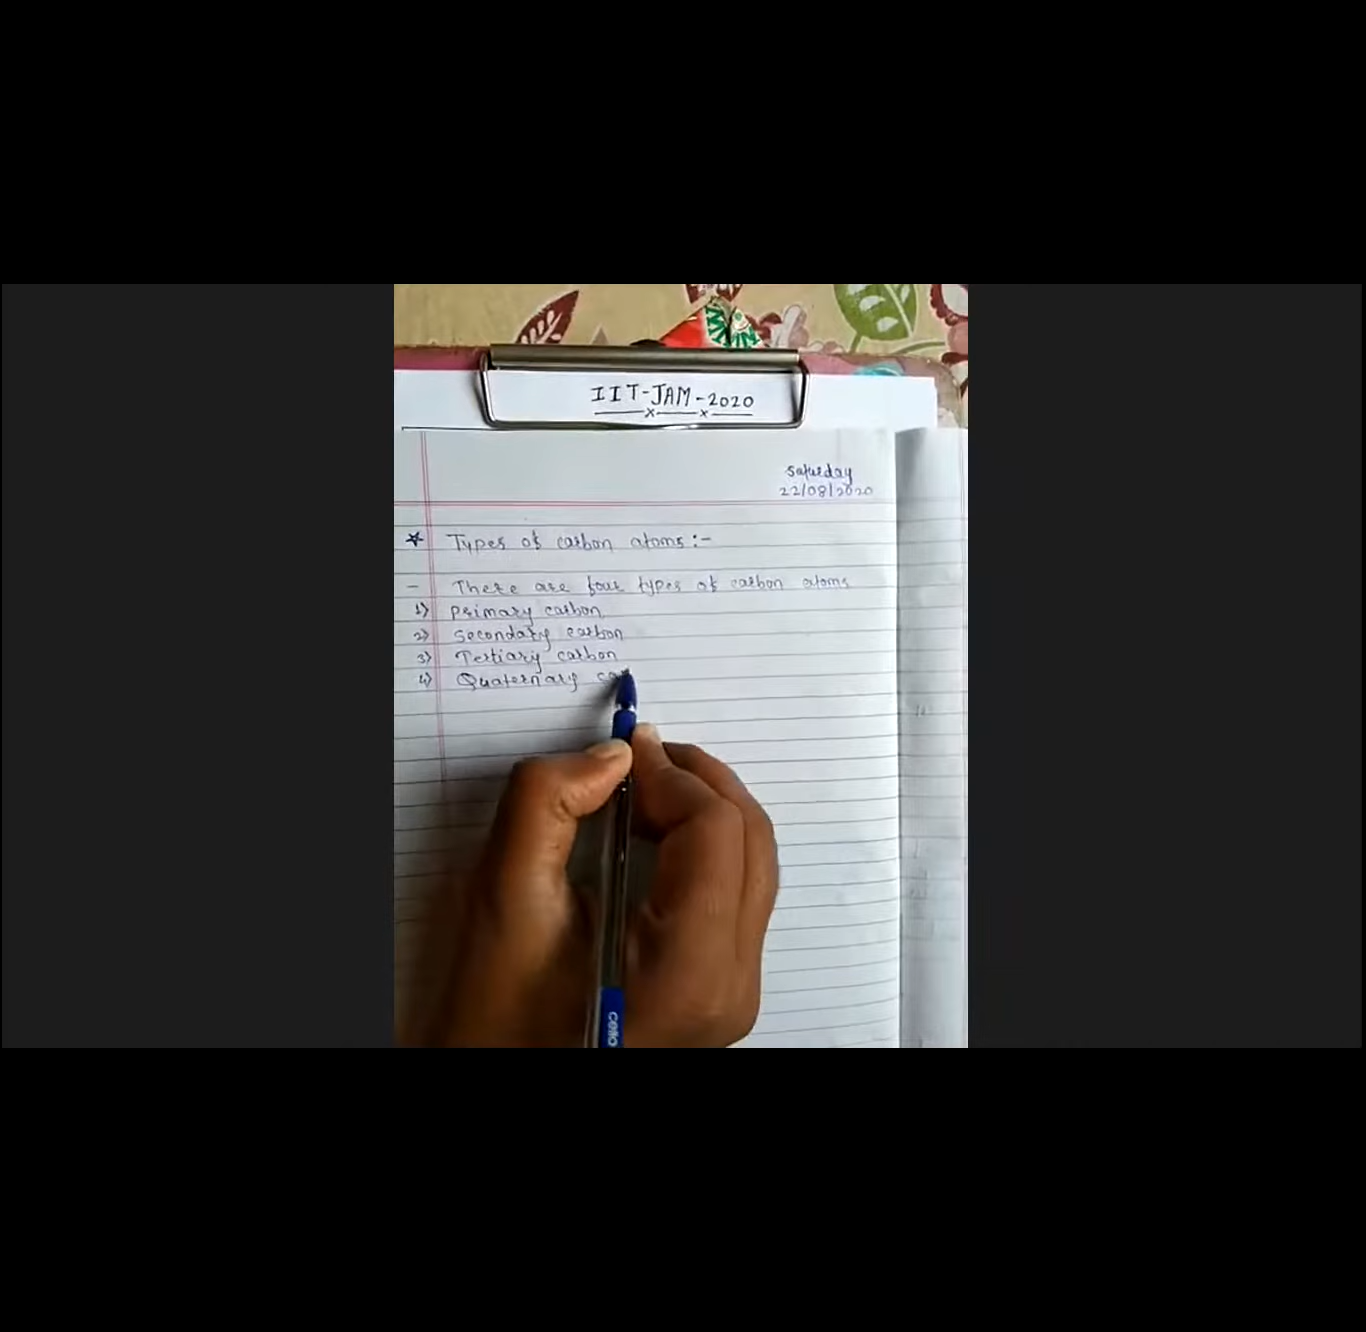 IIT-JAM-2020
Saturday
22/08/2020
Types of carbon atoms:-
- There are four types of carbon atoms
1) Primary carbon
2) Secondary carbon
3) Tertiary carbon
4) Quaternary ca
cello